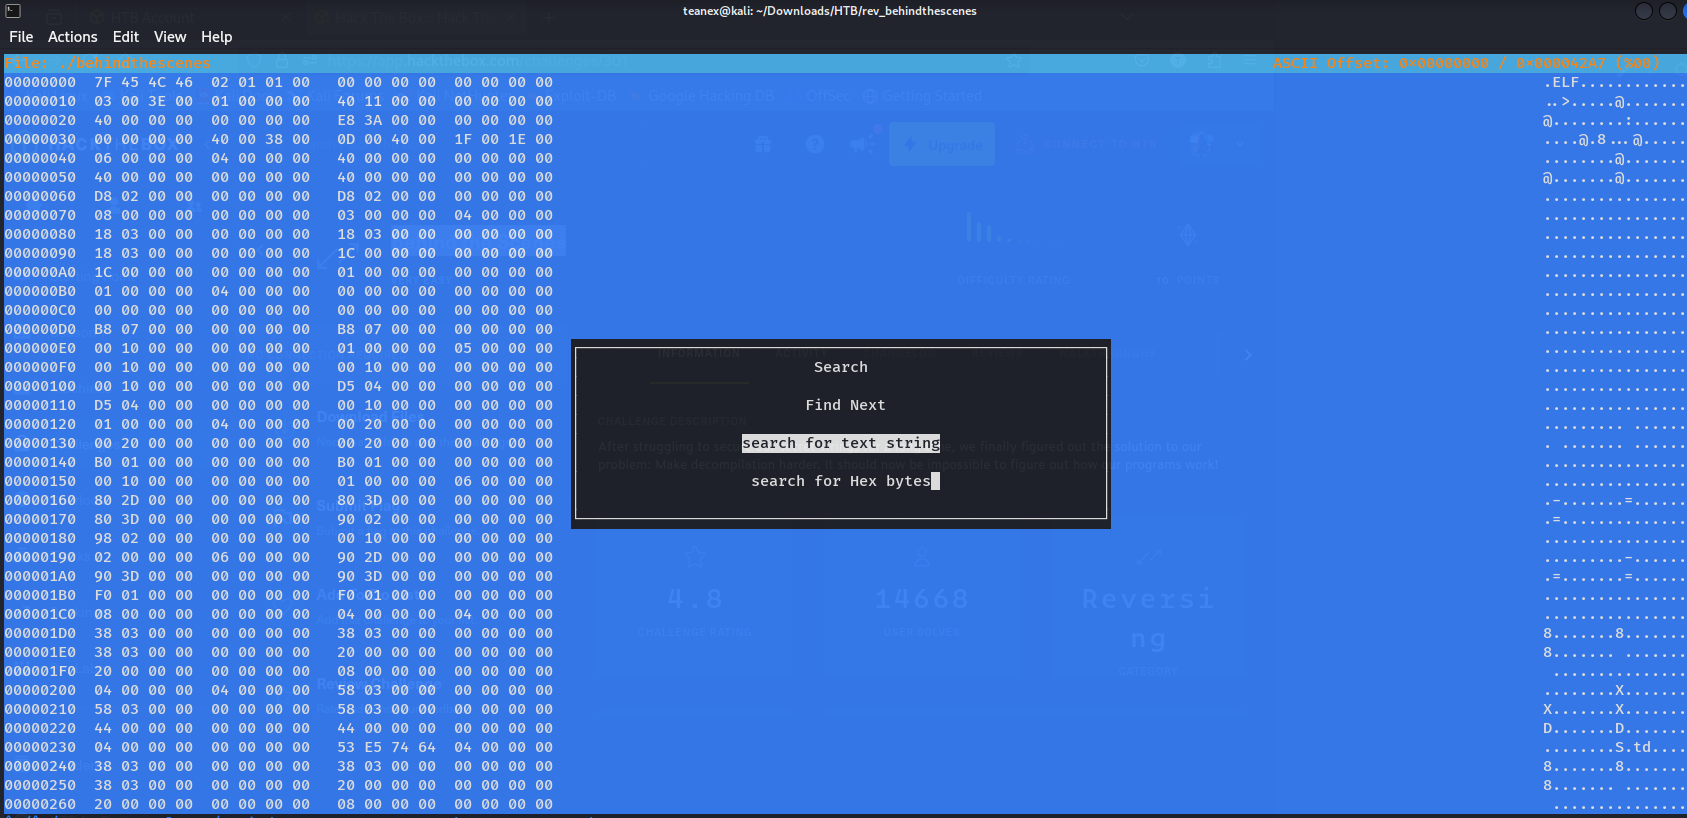 teanex@kali: ~/Downloads/HTB/rev_behindthescenes
File Actions Edit View Help
File: ./behindthescenes ASCII Offset: 0x00000000 / 0x000042A7 (%00)
00000000 7F 45 4C 46 02 01 01 00 00 00 00 00 00 00 00 00 .ELF............
00000010 03 00 3E 00 01 00 00 00 40 11 00 00 00 00 00 00 ..>.....@.......
00000020 40 00 00 00 00 00 00 00 E8 3A 00 00 00 00 00 00 @........:......
00000030 00 00 00 00 40 00 38 00 0D 00 40 00 1F 00 1E 00 ....@.8...@.....
00000040 06 00 00 00 04 00 00 00 40 00 00 00 00 00 00 00 ........@.......
00000050 40 00 00 00 00 00 00 00 40 00 00 00 00 00 00 00 @.......@.......
00000060 D8 02 00 00 00 00 00 00 D8 02 00 00 00 00 00 00 ................
00000070 08 00 00 00 00 00 00 00 03 00 00 00 04 00 00 00 ................
00000080 18 03 00 00 00 00 00 00 18 03 00 00 00 00 00 00 ................
00000090 18 03 00 00 00 00 00 00 1C 00 00 00 00 00 00 00 ................
000000A0 1C 00 00 00 00 00 00 00 01 00 00 00 00 00 00 00 ................
000000B0 01 00 00 00 04 00 00 00 00 00 00 00 00 00 00 00 ................
000000C0 00 00 00 00 00 00 00 00 00 00 00 00 00 00 00 00 ................
000000D0 B8 07 00 00 00 00 00 00 B8 07 00 00 00 00 00 00 ................
000000E0 00 10 00 00 00 00 00 00 01 00 00 00 05 00 00 00 ................
000000F0 00 10 00 00 00 00 00 00 00 10 00 00 00 00 00 00 ................
00000100 00 10 00 00 00 00 00 00 D5 04 00 00 00 00 00 00 ................
00000110 D5 04 00 00 00 00 00 00 00 10 00 00 00 00 00 00 ................
00000120 01 00 00 00 04 00 00 00 00 20 00 00 00 00 00 00 ......... ......
00000130 00 20 00 00 00 00 00 00 00 20 00 00 00 00 00 00 . ....... ......
00000140 B0 01 00 00 00 00 00 00 B0 01 00 00 00 00 00 00 ................
00000150 00 10 00 00 00 00 00 00 01 00 00 00 06 00 00 00 ................
00000160 80 2D 00 00 00 00 00 00 80 3D 00 00 00 00 00 00 .-.......=......
00000170 80 3D 00 00 00 00 00 00 90 02 00 00 00 00 00 00 .=..............
00000180 98 02 00 00 00 00 00 00 00 10 00 00 00 00 00 00 ................
00000190 02 00 00 00 06 00 00 00 90 2D 00 00 00 00 00 00 .........-......
000001A0 90 3D 00 00 00 00 00 00 90 3D 00 00 00 00 00 00 .=.......=......
000001B0 F0 01 00 00 00 00 00 00 F0 01 00 00 00 00 00 00 ................
000001C0 08 00 00 00 00 00 00 00 04 00 00 00 04 00 00 00 ................
000001D0 38 03 00 00 00 00 00 00 38 03 00 00 00 00 00 00 8.......8.......
000001E0 38 03 00 00 00 00 00 00 20 00 00 00 00 00 00 00 8....... .......
000001F0 20 00 00 00 00 00 00 00 08 00 00 00 00 00 00 00 ...............
00000200 04 00 00 00 04 00 00 00 58 03 00 00 00 00 00 00 ........X.......
00000210 58 03 00 00 00 00 00 00 58 03 00 00 00 00 00 00 X.......X.......
00000220 44 00 00 00 00 00 00 00 44 00 00 00 00 00 00 00 D.......D.......
00000230 04 00 00 00 00 00 00 00 53 E5 74 64 04 00 00 00 ........S.td....
00000240 38 03 00 00 00 00 00 00 38 03 00 00 00 00 00 00 8.......8.......
00000250 38 03 00 00 00 00 00 00 20 00 00 00 00 00 00 00 8....... .......
00000260 20 00 00 00 00 00 00 00 08 00 00 00 00 00 00 00 ...............
Search
Find Next
search for text string
search for Hex bytes
HTB Account
Google Hacking DB
OffSec
Getting Started
Upgrade
DIFFICULTY RATING
POINTS
INFORMATION
CHALLENGE DESCRIPTION
4.8
CHALLENGE RATING
14668
USER SOLVES
Reversi
ng
CATEGORY